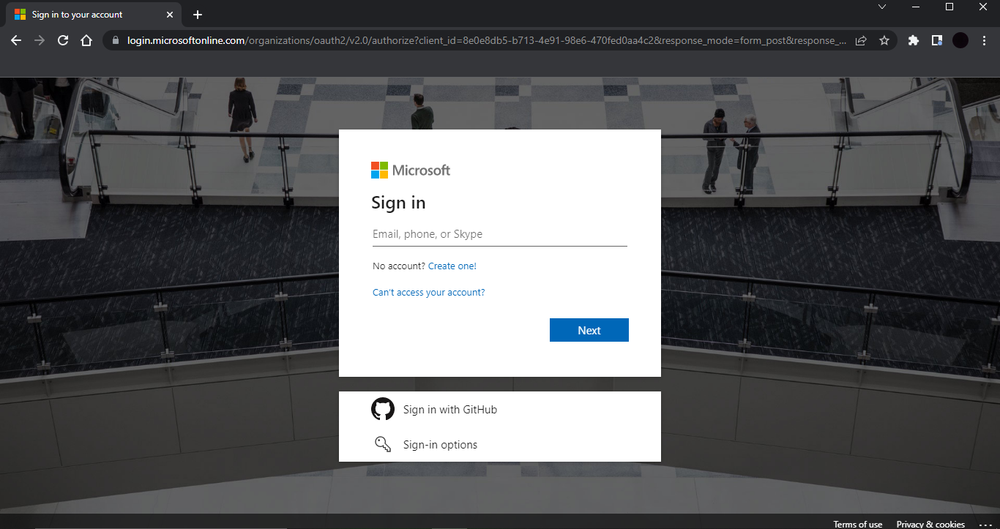 Sign in to your account
login.microsoftonline.com/organizations/oauth2/v2.0/authorize?client_id=8e0e8db5-b713-4e91-98e6-470fed0aa4c2&response_mode=form_post&response_...
Microsoft
Sign in
Email, phone, or Skype
No account? Create one!
Can't access your account?
Next
Sign in with GitHub
Sign-in options
Terms of use Privacy & cookies ...